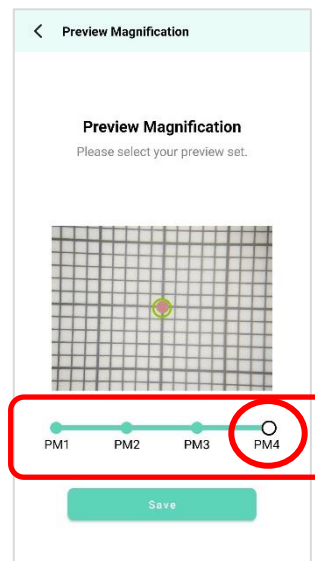 Preview Magnification
Preview Magnification
Please select your preview set.
PM1 PM2 PM3 PM4
Save